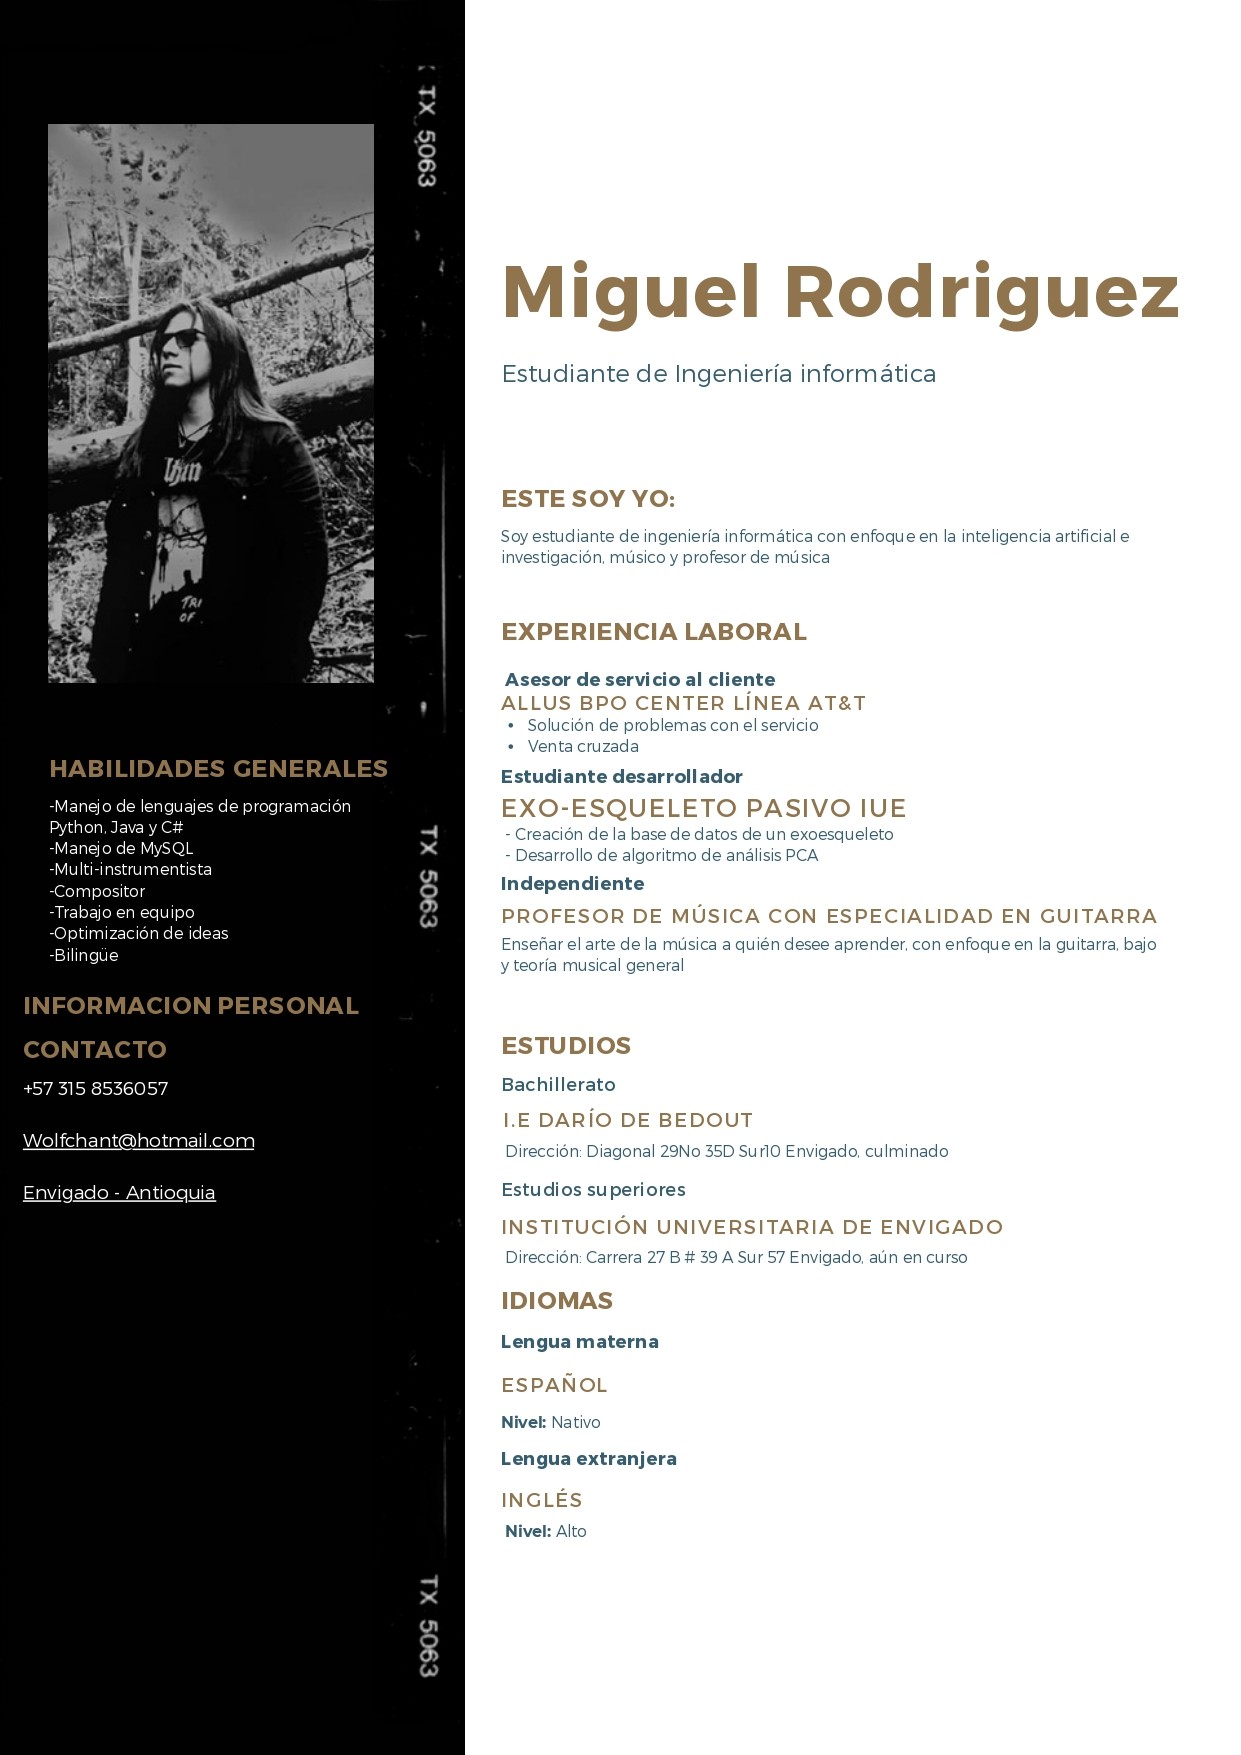 TX 5063
HABILIDADES GENERALES
-Manejo de lenguajes de programación
Python, Java y C#
-Manejo de MySQL
-Multi-instrumentista
-Compositor
-Trabajo en equipo
-Optimización de ideas
-Bilingüe
TX 5063
INFORMACION PERSONAL
CONTACTO
+57 315 8536057
Wolfchant@hotmail.com
Envigado - Antioquia
TX 5063
Miguel Rodriguez
Estudiante de Ingeniería informática
ESTE SOY YO:
Soy estudiante de ingeniería informática con enfoque en la inteligencia artificial e
investigación, músico y profesor de música
EXPERIENCIA LABORAL
Asesor de servicio al cliente
ALLUS BPO CENTER LÍNEA AT&T
• Solución de problemas con el servicio
• Venta cruzada
Estudiante desarrollador
EXO-ESQUELETO PASIVO IUE
- Creación de la base de datos de un exoesqueleto
- Desarrollo de algoritmo de análisis PCA
Independiente
PROFESOR DE MÚSICA CON ESPECIALIDAD EN GUITARRA
Enseñar el arte de la música a quién desee aprender, con enfoque en la guitarra, bajo
y teoría musical general
ESTUDIOS
Bachillerato
I.E DARÍO DE BEDOUT
Dirección: Diagonal 29No 35D Sur10 Envigado, culminado
Estudios superiores
INSTITUCIÓN UNIVERSITARIA DE ENVIGADO
Dirección: Carrera 27 B # 39 A Sur 57 Envigado, aún en curso
IDIOMAS
Lengua materna
ESPAÑOL
Nivel: Nativo
Lengua extranjera
INGLÉS
Nivel: Alto